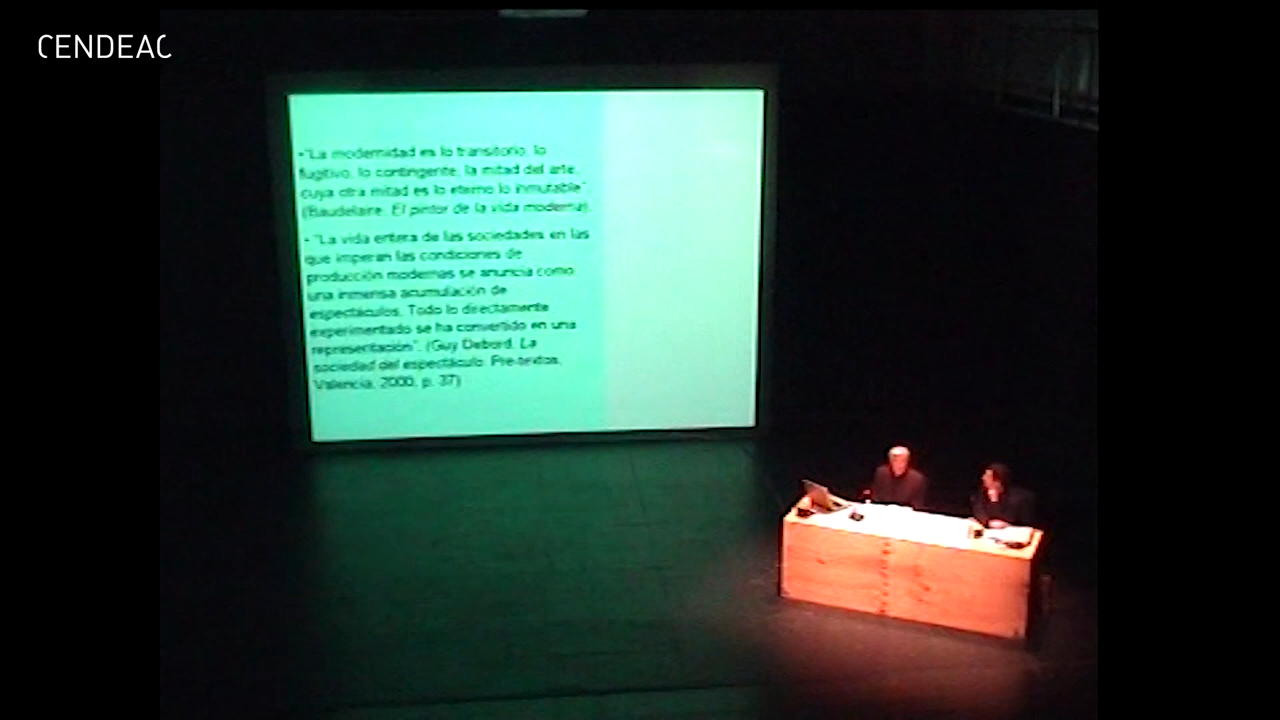 CENDEAC
•"La modernidad es lo transitorio, lo
fugitivo, lo contingente, la mitad del arte,
cuya otra mitad es lo eterno lo inmutable".
(Baudelaire. El pintor de la vida moderna).
• "La vida entera de las sociedades en las
que imperan las condiciones de
producción modernas se anuncia como
una inmensa acumulación de
espectáculos. Todo lo directamente
experimentado se ha convertido en una
representación". (Guy Debord. La
sociedad del espectáculo. Pre-textos,
Valencia, 2000, p. 37)